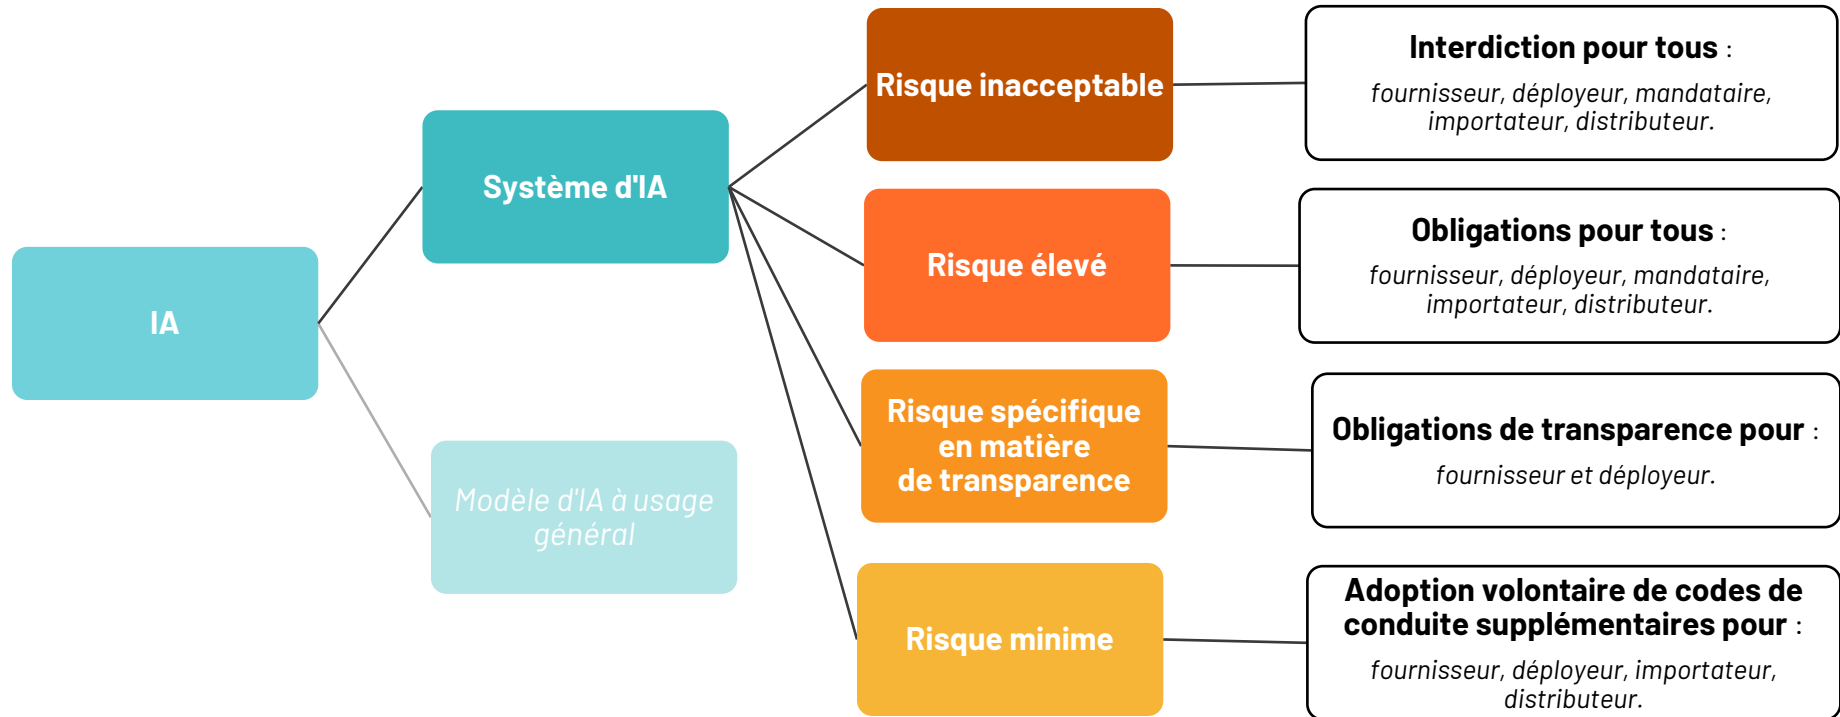 IA
Système d'IA
Modèle d'IA à usage
général
Risque inacceptable
Interdiction pour tous :
fournisseur, déployeur, mandataire,
importateur, distributeur.
Risque élevé
Obligations pour tous :
fournisseur, déployeur, mandataire,
importateur, distributeur.
Risque spécifique
en matière
de transparence
Obligations de transparence pour :
fournisseur et déployeur.
Risque minime
Adoption volontaire de codes de
conduite supplémentaires pour :
fournisseur, déployeur, importateur,
distributeur.